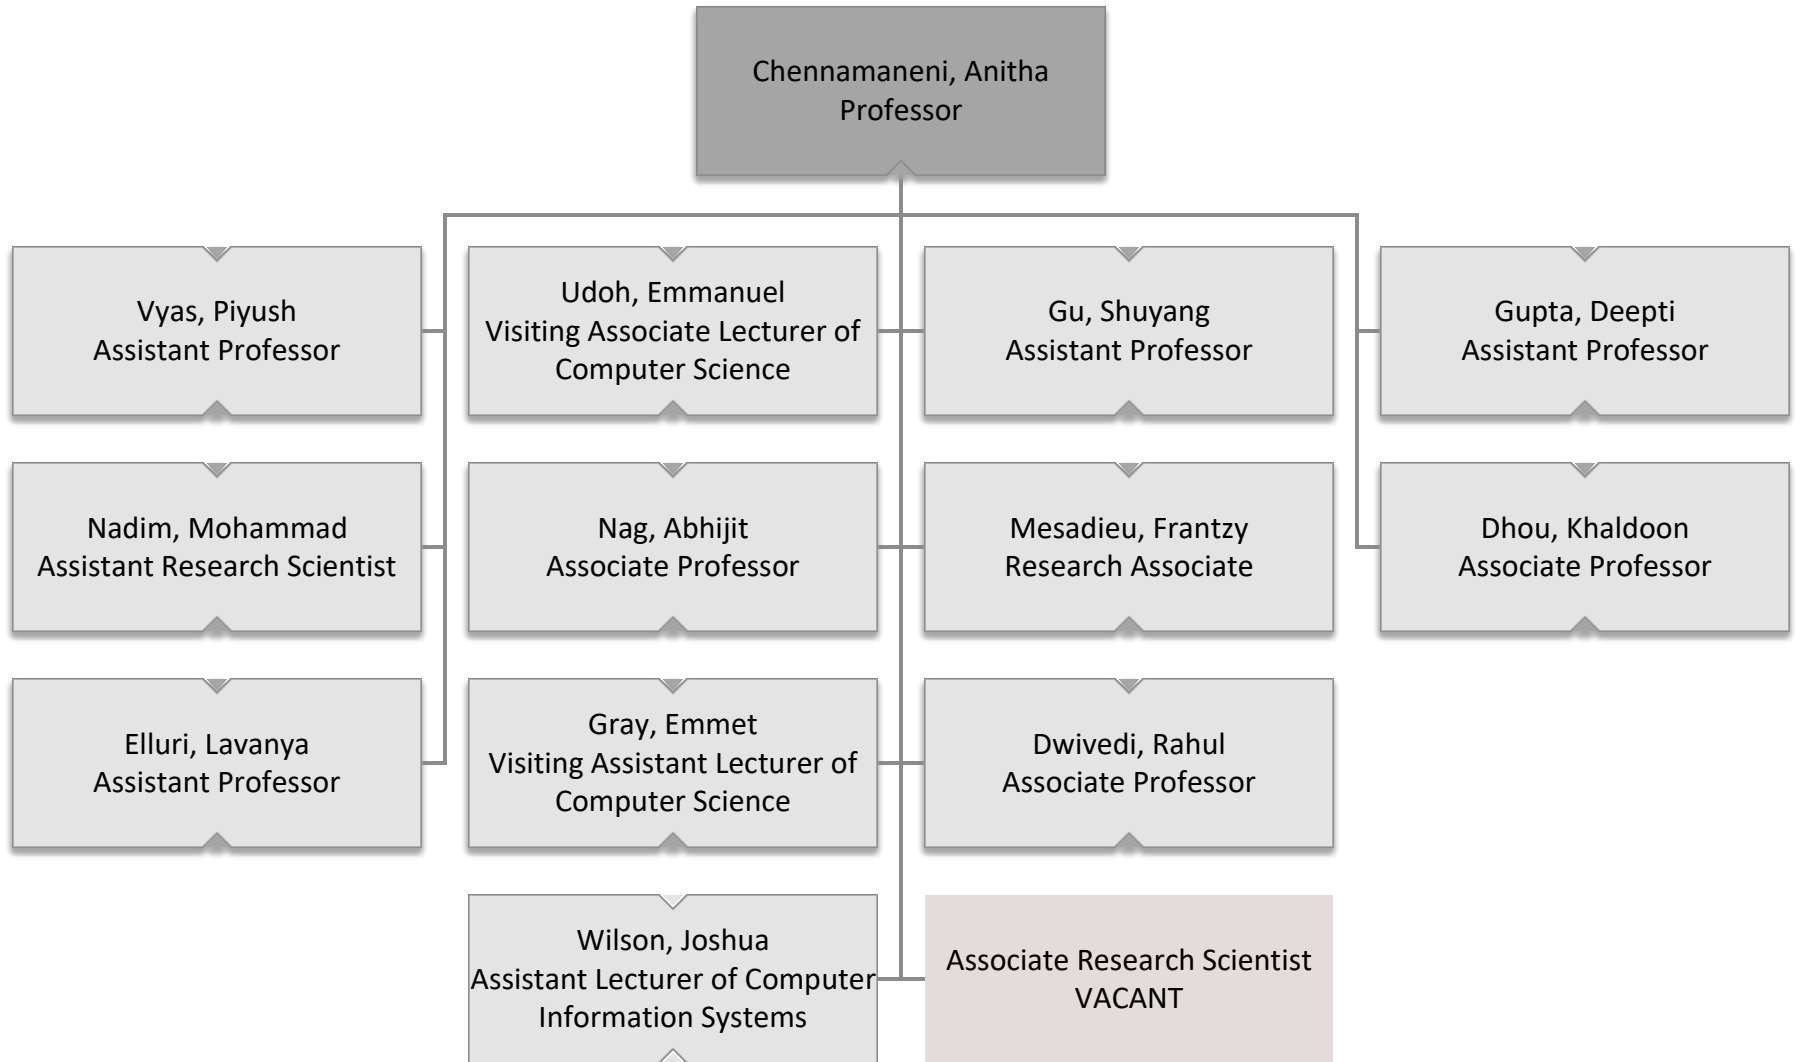 Chennamaneni, Anitha
Professor
Vyas, Piyush
Assistant Professor
Udoh, Emmanuel
Visiting Associate Lecturer of
Computer Science
Gu, Shuyang
Assistant Professor
Gupta, Deepti
Assistant Professor
Nadim, Mohammad
Assistant Research Scientist
Nag, Abhijit
Associate Professor
Mesadieu, Frantzy
Research Associate
Dhou, Khaldoon
Associate Professor
Elluri, Lavanya
Assistant Professor
Gray, Emmet
Visiting Assistant Lecturer of
Computer Science
Dwivedi, Rahul
Associate Professor
Wilson, Joshua
Assistant Lecturer of Computer
Information Systems
Associate Research Scientist
VACANT